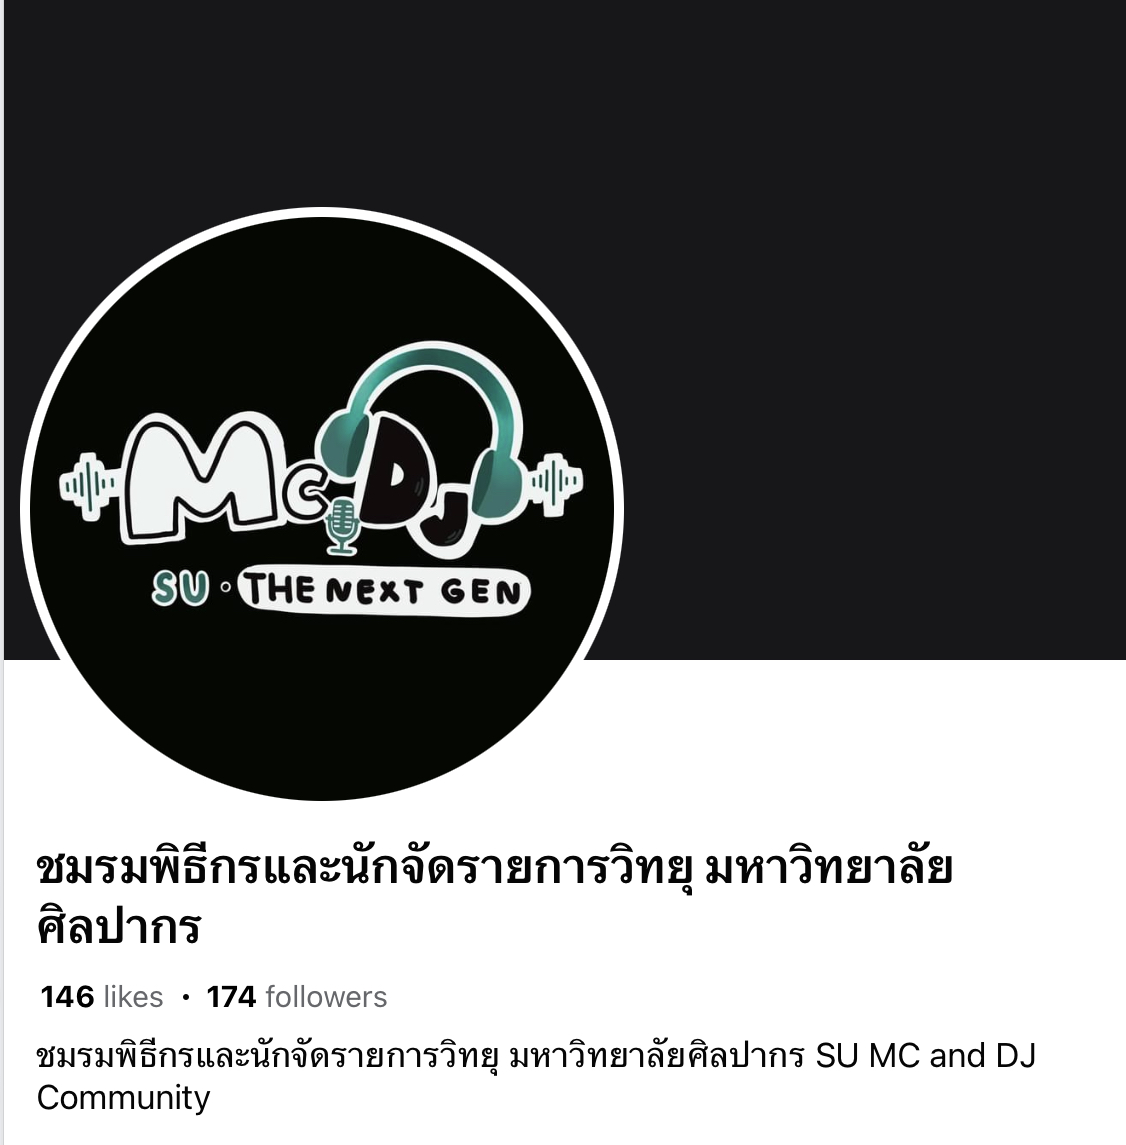 Mc DJ
SU · THE NEXT GEN
ชมรมพิธีกรและนักจัดรายการวิทยุ มหาวิทยาลัย
ศิลปากร
146 likes · 174 followers
ชมรมพิธีกรและนักจัดรายการวิทยุ มหาวิทยาลัยศิลปากร SU MC and DJ
Community